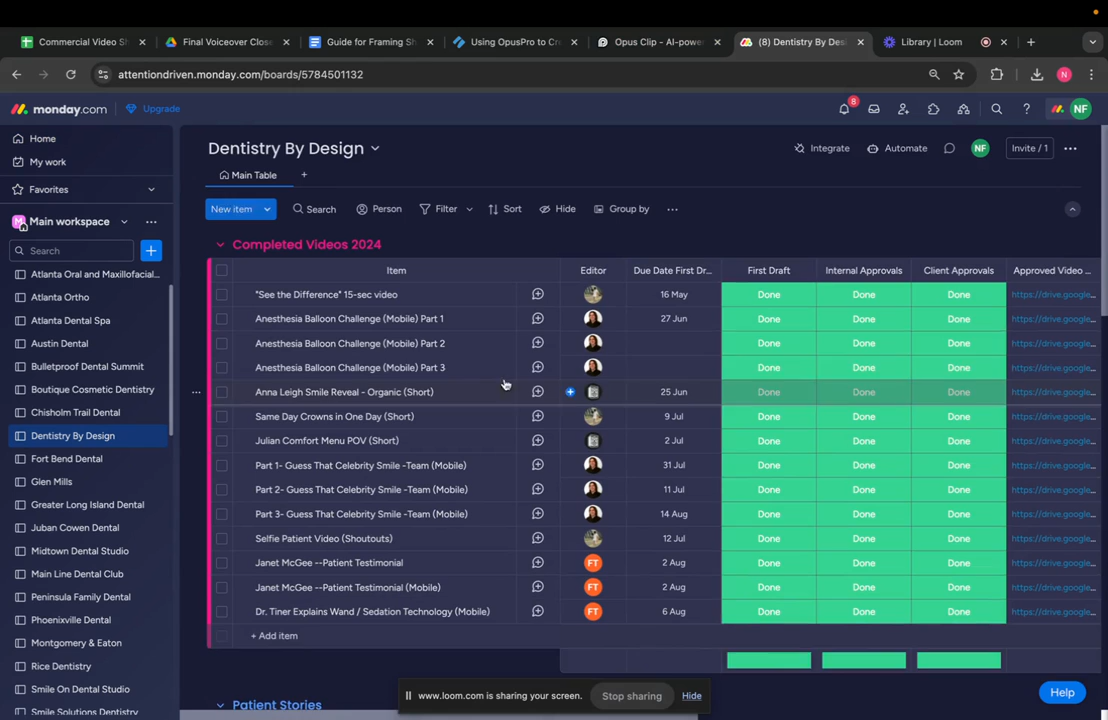 Commercial Video Sh
Final Voiceover Close
Guide for Framing Sh
Using OpusPro to Cre
Opus Clip - AI-power
(8) Dentistry By Desi
Library | Loom
attentiondriven.monday.com/boards/5784501132
N
monday.com
Upgrade
8
NF
Home
My work
Favorites
M
Main workspace
Search
Atlanta Oral and Maxillofacial...
Atlanta Ortho
Atlanta Dental Spa
Austin Dental
Bulletproof Dental Summit
Boutique Cosmetic Dentistry
Chisholm Trail Dental
Dentistry By Design
Fort Bend Dental
Glen Mills
Greater Long Island Dental
Juban Cowen Dental
Midtown Dental Studio
Main Line Dental Club
Peninsula Family Dental
Phoenixville Dental
Montgomery & Eaton
Rice Dentistry
Smile On Dental Studio
Smile Solutions Dentistry
Dentistry By Design
Integrate
Automate
NF
Invite / 1
Main Table
New item
Search
Person
Filter
Sort
Hide
Group by
Completed Videos 2024
Item Editor Due Date First Dr... First Draft Internal Approvals Client Approvals Approved Video ...
"See the Difference" 15-sec video 16 May Done Done Done https://drive.google...
Anesthesia Balloon Challenge (Mobile) Part 1 27 Jun Done Done Done https://drive.google...
Anesthesia Balloon Challenge (Mobile) Part 2 Done Done Done https://drive.google...
Anesthesia Balloon Challenge (Mobile) Part 3 Done Done Done https://drive.google...
Anna Leigh Smile Reveal - Organic (Short) 25 Jun Done Done Done https://drive.google...
Same Day Crowns in One Day (Short) 9 Jul Done Done Done https://drive.google...
Julian Comfort Menu POV (Short) 2 Jul Done Done Done https://drive.google...
Part 1- Guess That Celebrity Smile -Team (Mobile) 31 Jul Done Done Done https://drive.google...
Part 2- Guess That Celebrity Smile -Team (Mobile) 11 Jul Done Done Done https://drive.google...
Part 3- Guess That Celebrity Smile -Team (Mobile) 14 Aug Done Done Done https://drive.google...
Selfie Patient Video (Shoutouts) 12 Jul Done Done Done https://drive.google...
Janet McGee --Patient Testimonial FT 2 Aug Done Done Done https://drive.google...
Janet McGee --Patient Testimonial (Mobile) FT 2 Aug Done Done Done https://drive.google...
Dr. Tiner Explains Wand / Sedation Technology (Mobile) FT 6 Aug Done Done Done https://drive.google...
+ Add item
Patient Stories
www.loom.com is sharing your screen.
Stop sharing
Hide
Help